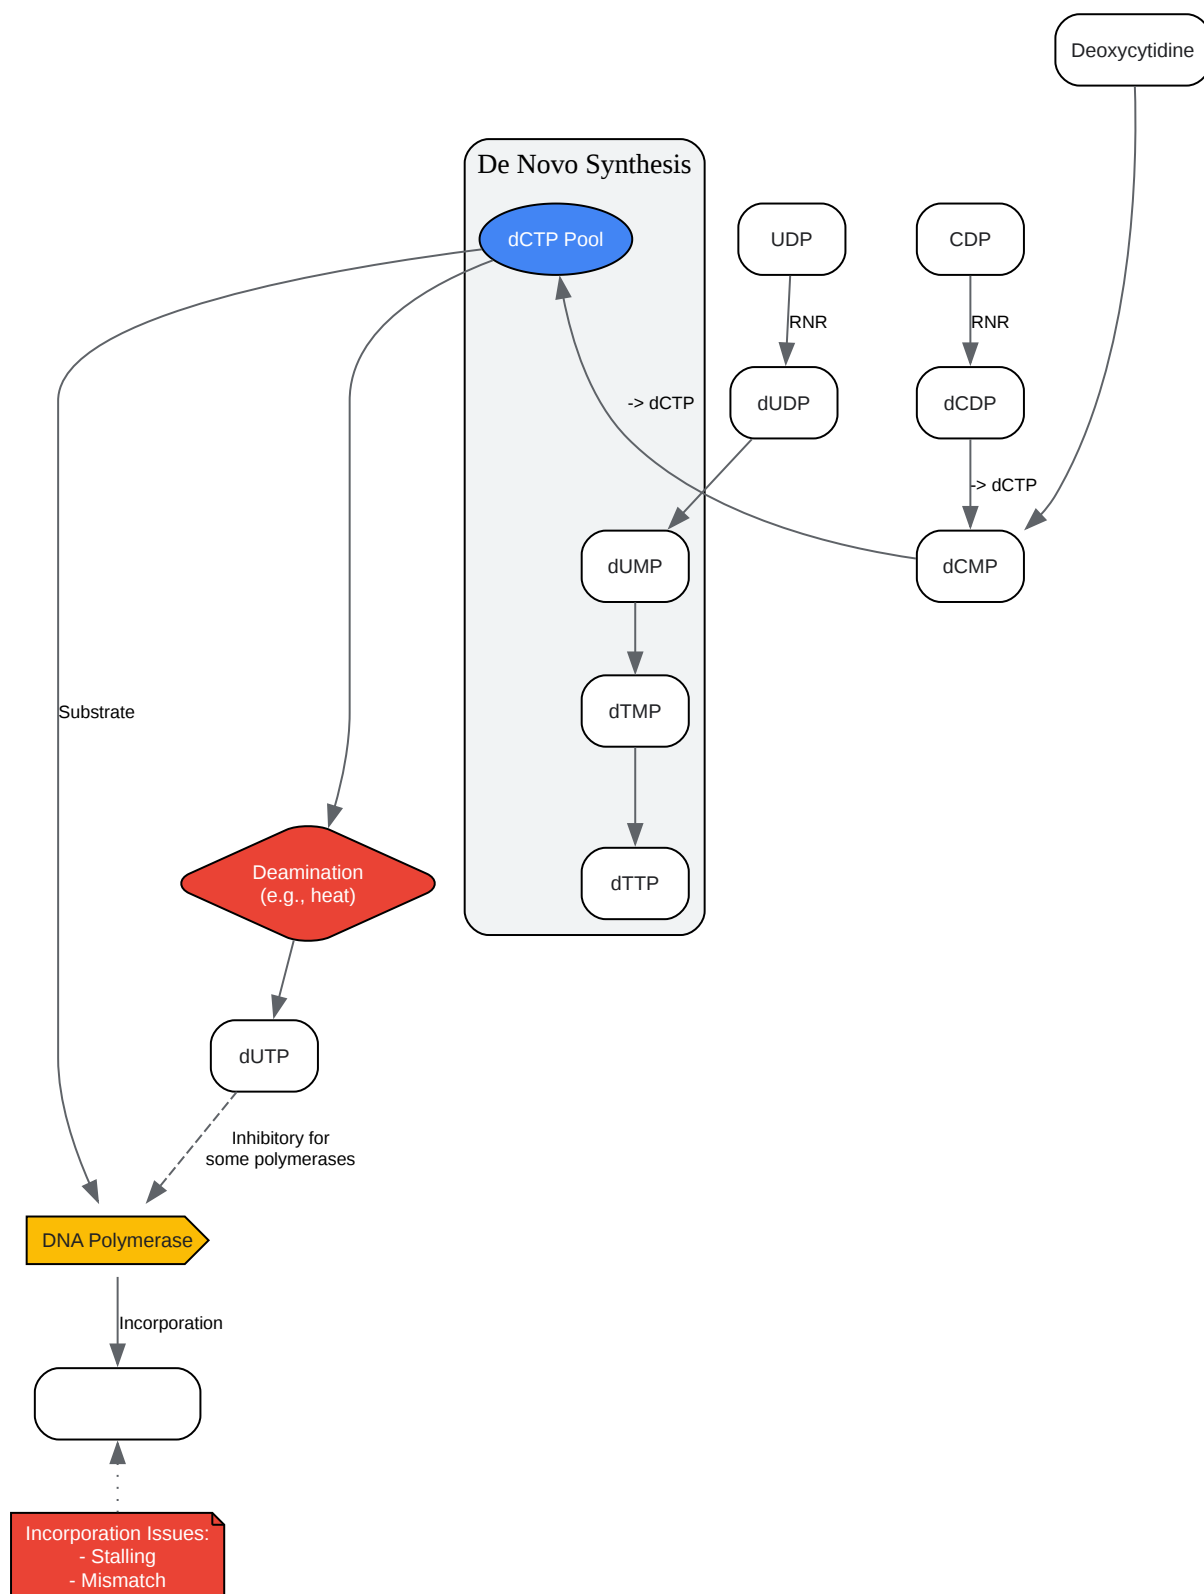 Deoxycytidine
De Novo Synthesis
dCTP Pool
UDP
CDP
RNR
RNR
-> dCTP
dUDP
dCDP
-> dCTP
dUMP
dCMP
dTMP
Substrate
Deamination
(e.g., heat)
dTTP
dUTP
Inhibitory for
some polymerases
DNA Polymerase
Incorporation
Incorporation Issues:
- Stalling
- Mismatch